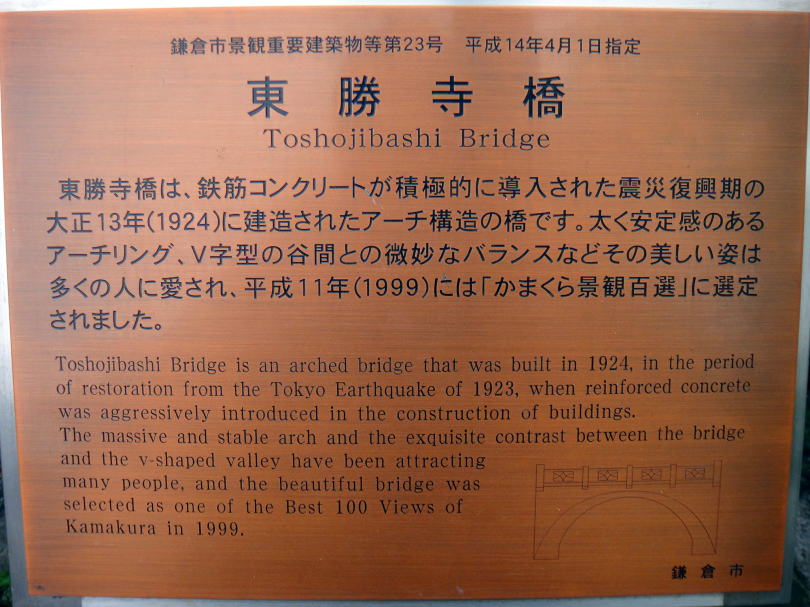 鎌倉市景観重要建築物等第23号　平成14年4月1日指定
東勝寺橋
Toshojibashi Bridge
東勝寺橋は、鉄筋コンクリートが積極的に導入された震災復興期の
大正13年(1924)に建造されたアーチ構造の橋です。太く安定感のある
アーチリング、V字型の谷間との微妙なバランスなどその美しい姿は
多くの人に愛され、平成11年(1999)には「かまくら景観百選」に選定
されました。
Toshojibashi Bridge is an arched bridge that was built in 1924, in the period
of restoration from the Tokyo Earthquake of 1923, when reinforced concrete
was aggressively introduced in the construction of buildings.
The massive and stable arch and the exquisite contrast between the bridge
and the v-shaped valley have been attracting
many people, and the beautiful bridge was
selected as one of the Best 100 Views of
Kamakura in 1999.
鎌倉市